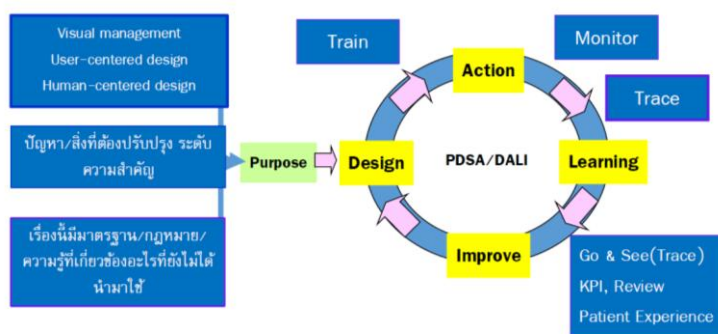 Visual management
User-centered design
Human-centered design
ปัญหา/สิ่งที่ต้องปรับปรุง ระดับ
ความสำคัญ
เรื่องนี้มีมาตรฐาน/กฎหมาย/
ความรู้ที่เกี่ยวข้องอะไรที่ยังไม่ได้
นำมาใช้
Purpose
Train
Monitor
Action
Trace
Design
PDSA/DALI
Learning
Improve
Go & See(Trace)
KPI, Review
Patient Experience